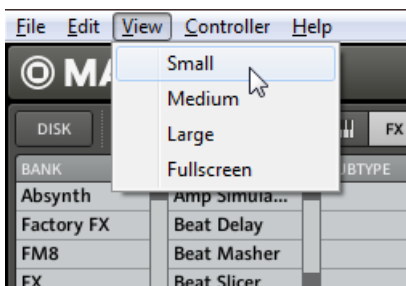 File Edit View Controller Help
Small
MA
Medium
DISK
Large
FX
Fullscreen
BANK
Absynth
Amp Simula...
Factory FX
Beat Delay
FM8
Beat Masher
FX
Beat Slicer